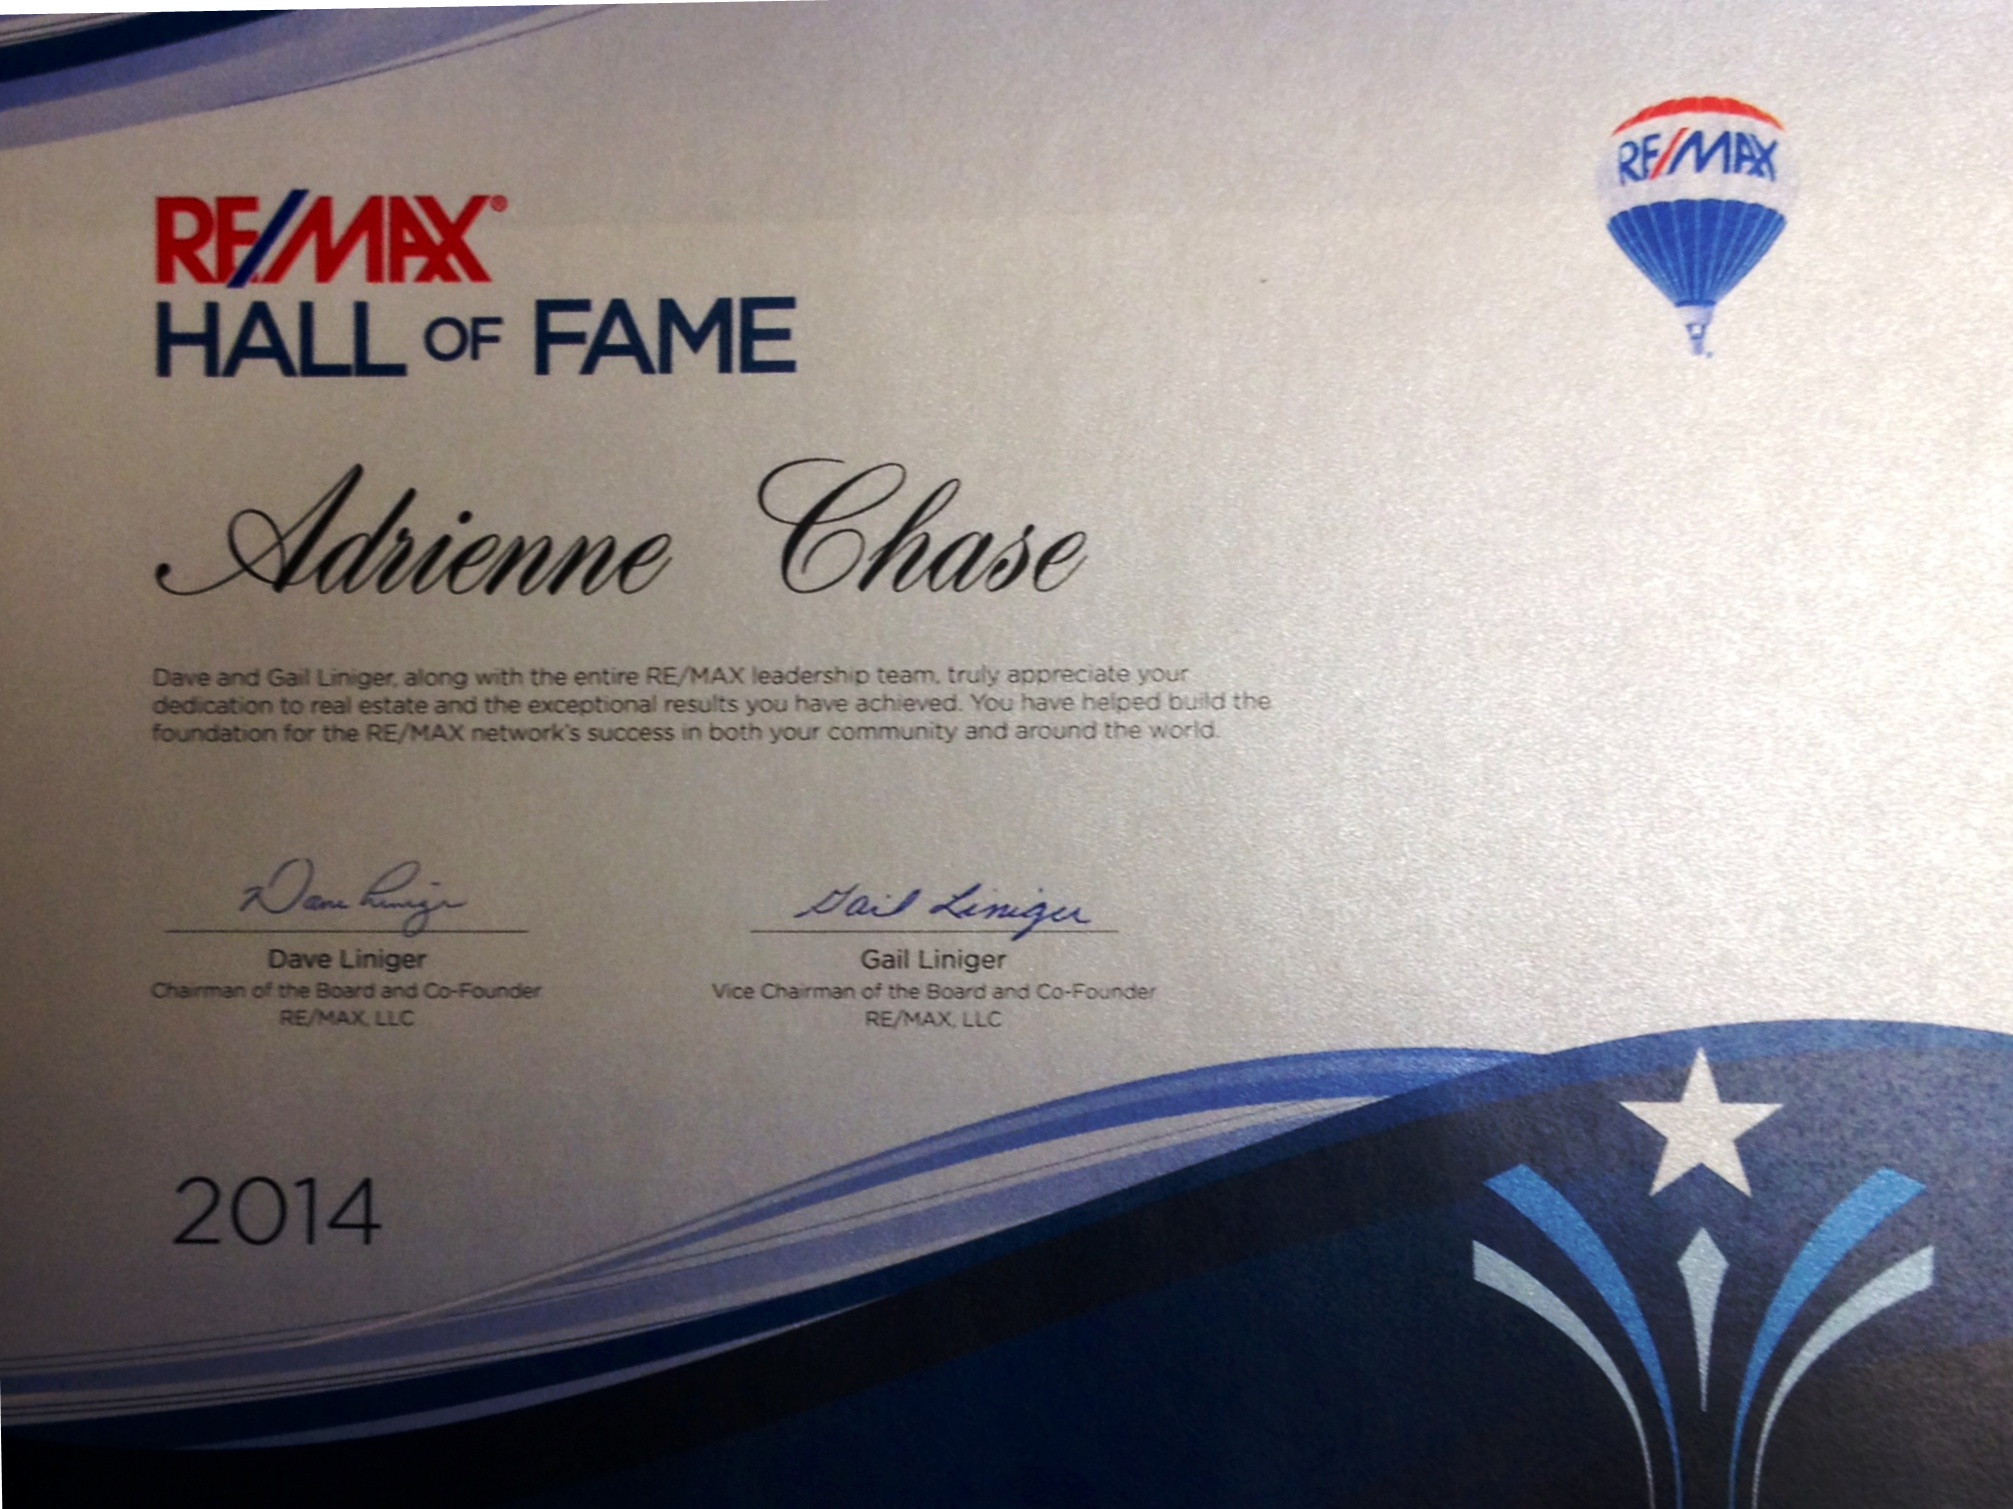 RE/MAX
RE/MAX®
HALL OF FAME
Adrienne Chase
Dave and Gail Liniger, along with the entire RE/MAX leadership team, truly appreciate your
dedication to real estate and the exceptional results you have achieved. You have helped build the
foundation for the RE/MAX network's success in both your community and around the world.
Dave Liniger
Gail Liniger
Dave Liniger
Chairman of the Board and Co-Founder
RE/MAX, LLC
Gail Liniger
Vice Chairman of the Board and Co-Founder
RE/MAX, LLC
2014